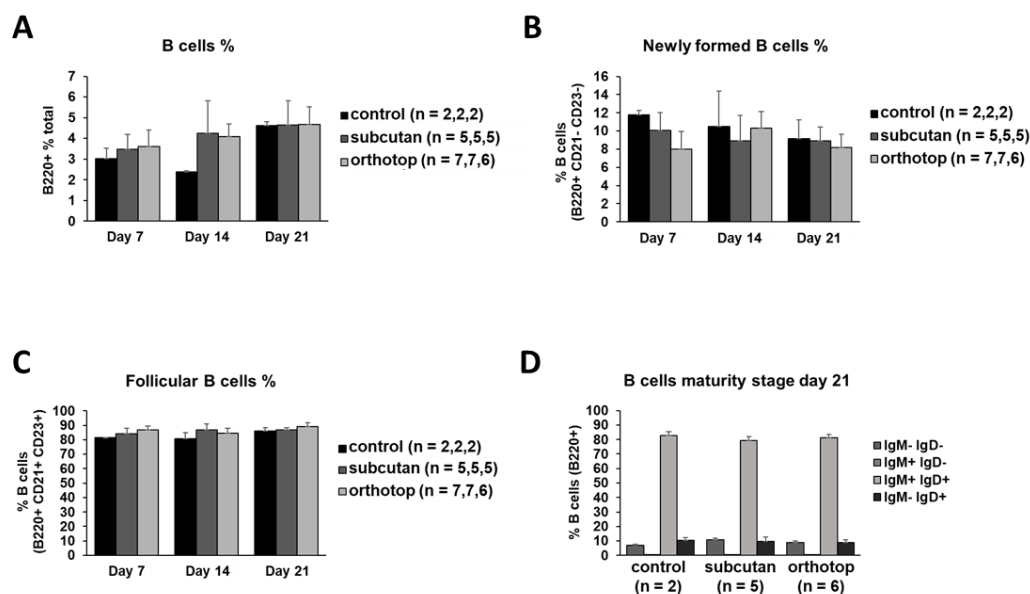 A
B cells %
B220+ % total
7
6
5
4
3
2
1
0
Day 7 Day 14 Day 21
control (n = 2,2,2)
subcutan (n = 5,5,5)
orthotop (n = 7,7,6)
B
Newly formed B cells %
% B cells
(B220+ CD21- CD23-)
16
14
12
10
8
6
4
2
0
Day 7 Day 14 Day 21
control (n = 2,2,2)
subcutan (n = 5,5,5)
orthotop (n = 7,7,6)
C
Follicular B cells %
% B cells
(B220+ CD21+ CD23+)
100
90
80
70
60
50
40
30
20
10
0
Day 7 Day 14 Day 21
control (n = 2,2,2)
subcutan (n = 5,5,5)
orthotop (n = 7,7,6)
D
B cells maturity stage day 21
% B cells (B220+)
100
90
80
70
60
50
40
30
20
10
0
control subcutan orthotop
(n = 2) (n = 5) (n = 6)
IgM- IgD-
IgM+ IgD-
IgM+ IgD+
IgM- IgD+